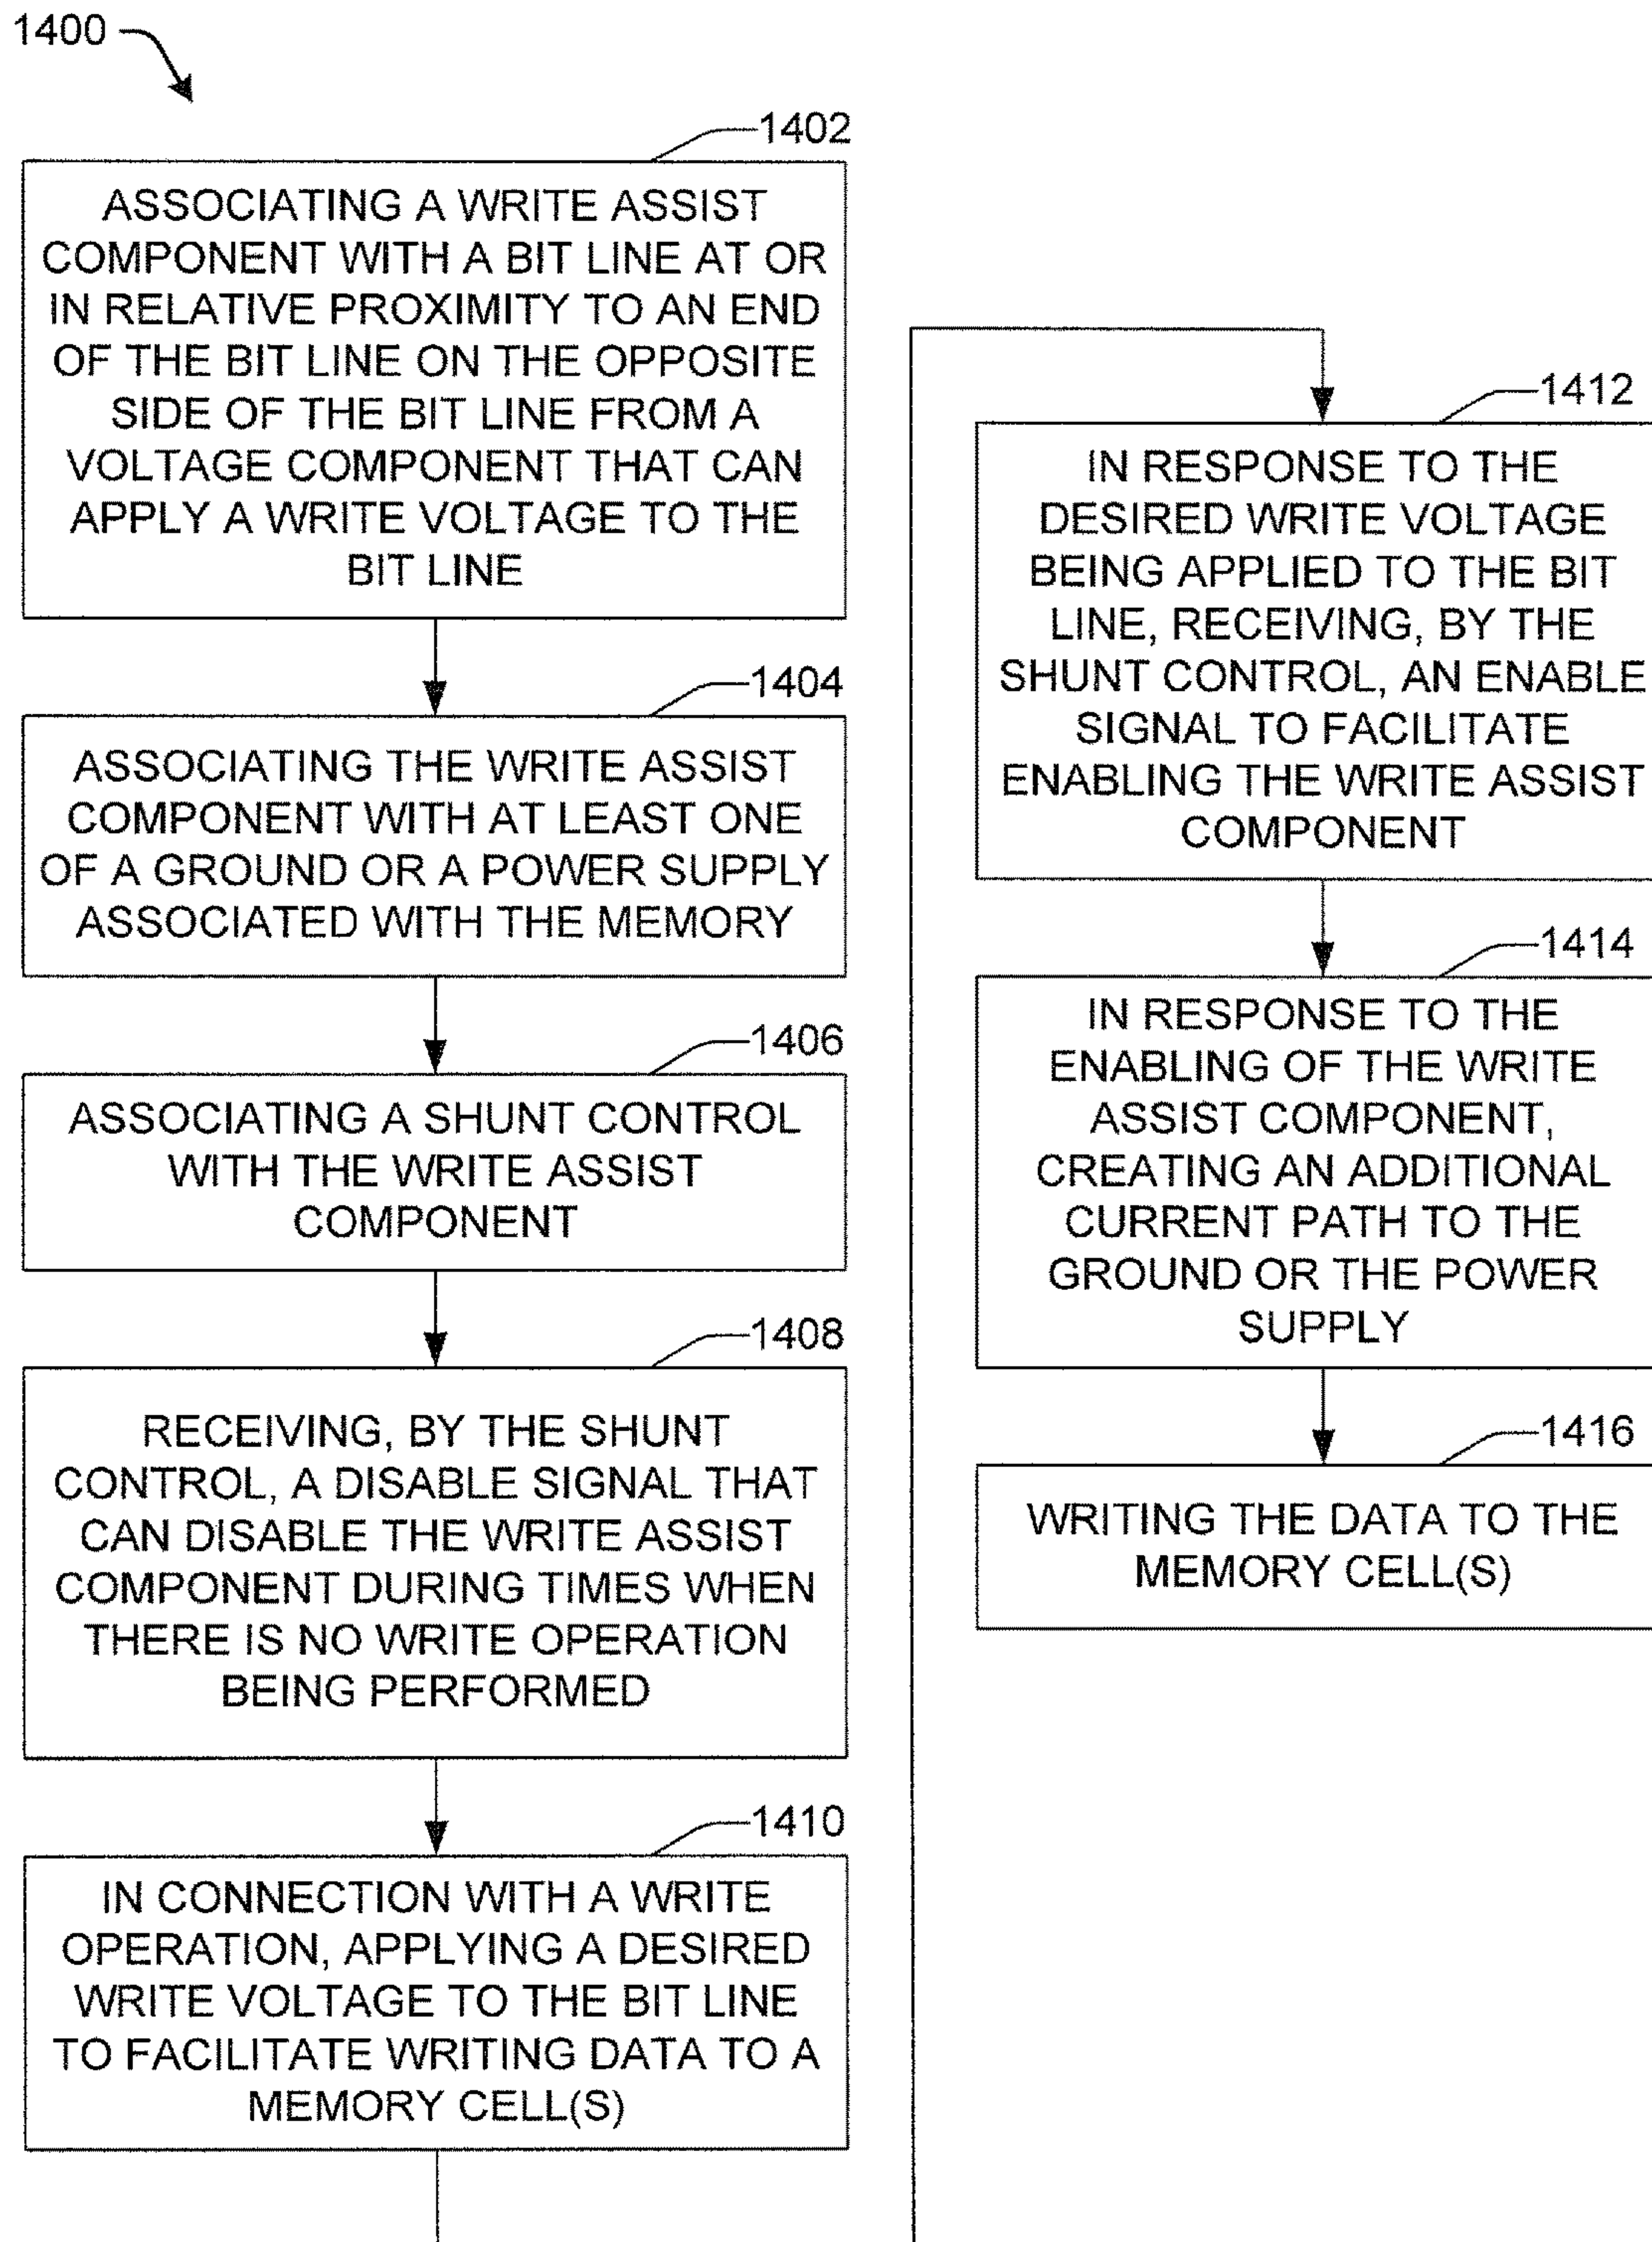 1400
1402
ASSOCIATING A WRITE ASSIST
COMPONENT WITH A BIT LINE AT OR
IN RELATIVE PROXIMITY TO AN END
OF THE BIT LINE ON THE OPPOSITE
SIDE OF THE BIT LINE FROM A
VOLTAGE COMPONENT THAT CAN
APPLY A WRITE VOLTAGE TO THE
BIT LINE
1404
ASSOCIATING THE WRITE ASSIST
COMPONENT WITH AT LEAST ONE
OF A GROUND OR A POWER SUPPLY
ASSOCIATED WITH THE MEMORY
1406
ASSOCIATING A SHUNT CONTROL
WITH THE WRITE ASSIST
COMPONENT
1408
RECEIVING, BY THE SHUNT
CONTROL, A DISABLE SIGNAL THAT
CAN DISABLE THE WRITE ASSIST
COMPONENT DURING TIMES WHEN
THERE IS NO WRITE OPERATION
BEING PERFORMED
1410
IN CONNECTION WITH A WRITE
OPERATION, APPLYING A DESIRED
WRITE VOLTAGE TO THE BIT LINE
TO FACILITATE WRITING DATA TO A
MEMORY CELL(S)
1412
IN RESPONSE TO THE
DESIRED WRITE VOLTAGE
BEING APPLIED TO THE BIT
LINE, RECEIVING, BY THE
SHUNT CONTROL, AN ENABLE
SIGNAL TO FACILITATE
ENABLING THE WRITE ASSIST
COMPONENT
1414
IN RESPONSE TO THE
ENABLING OF THE WRITE
ASSIST COMPONENT,
CREATING AN ADDITIONAL
CURRENT PATH TO THE
GROUND OR THE POWER
SUPPLY
1416
WRITING THE DATA TO THE
MEMORY CELL(S)